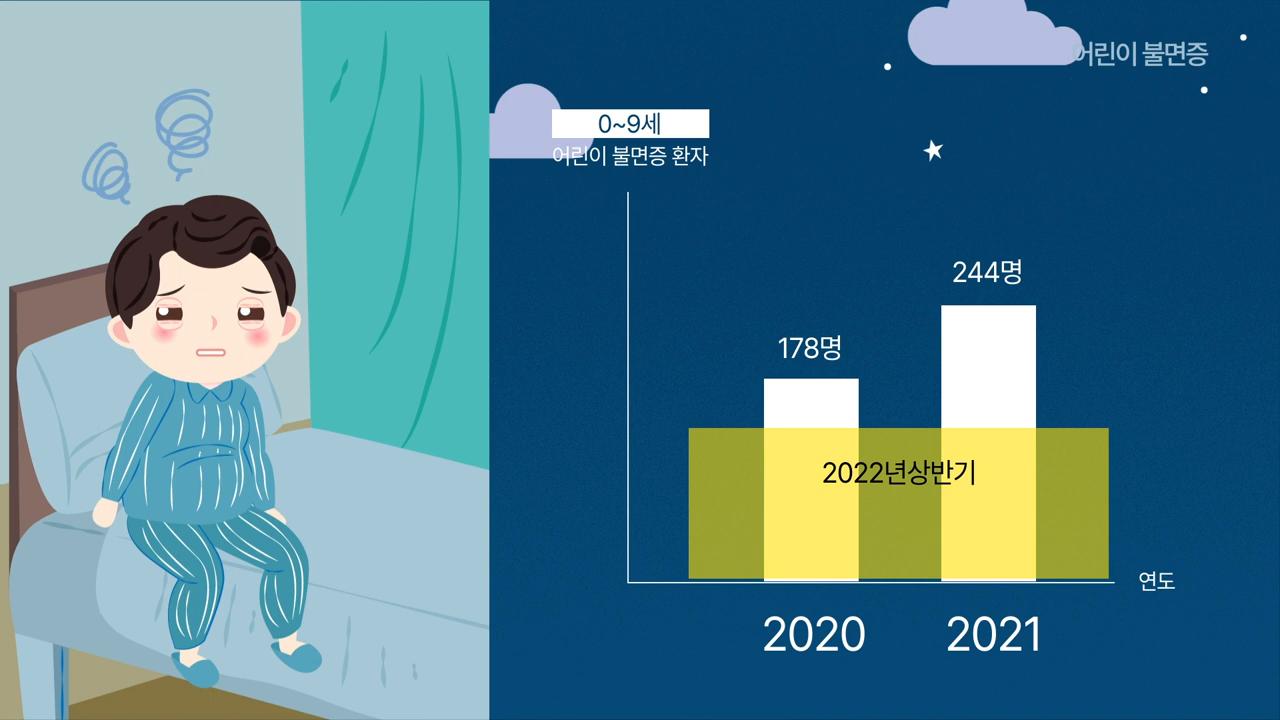 어린이 불면증
0~9세
어린이 불면증 환자
244명
178명
2022년상반기
연도
2020 2021